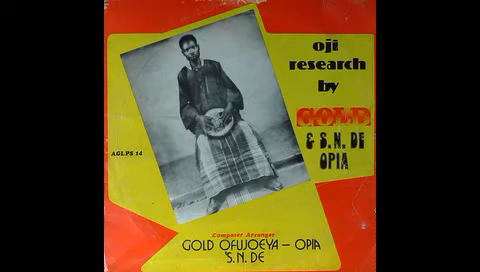 oji
research
by
GOLD
& S.N. DE
OPIA
AGLPS 14
Composer Arranger
GOLD OFUJOEYA — OPIA
'S.N. DE